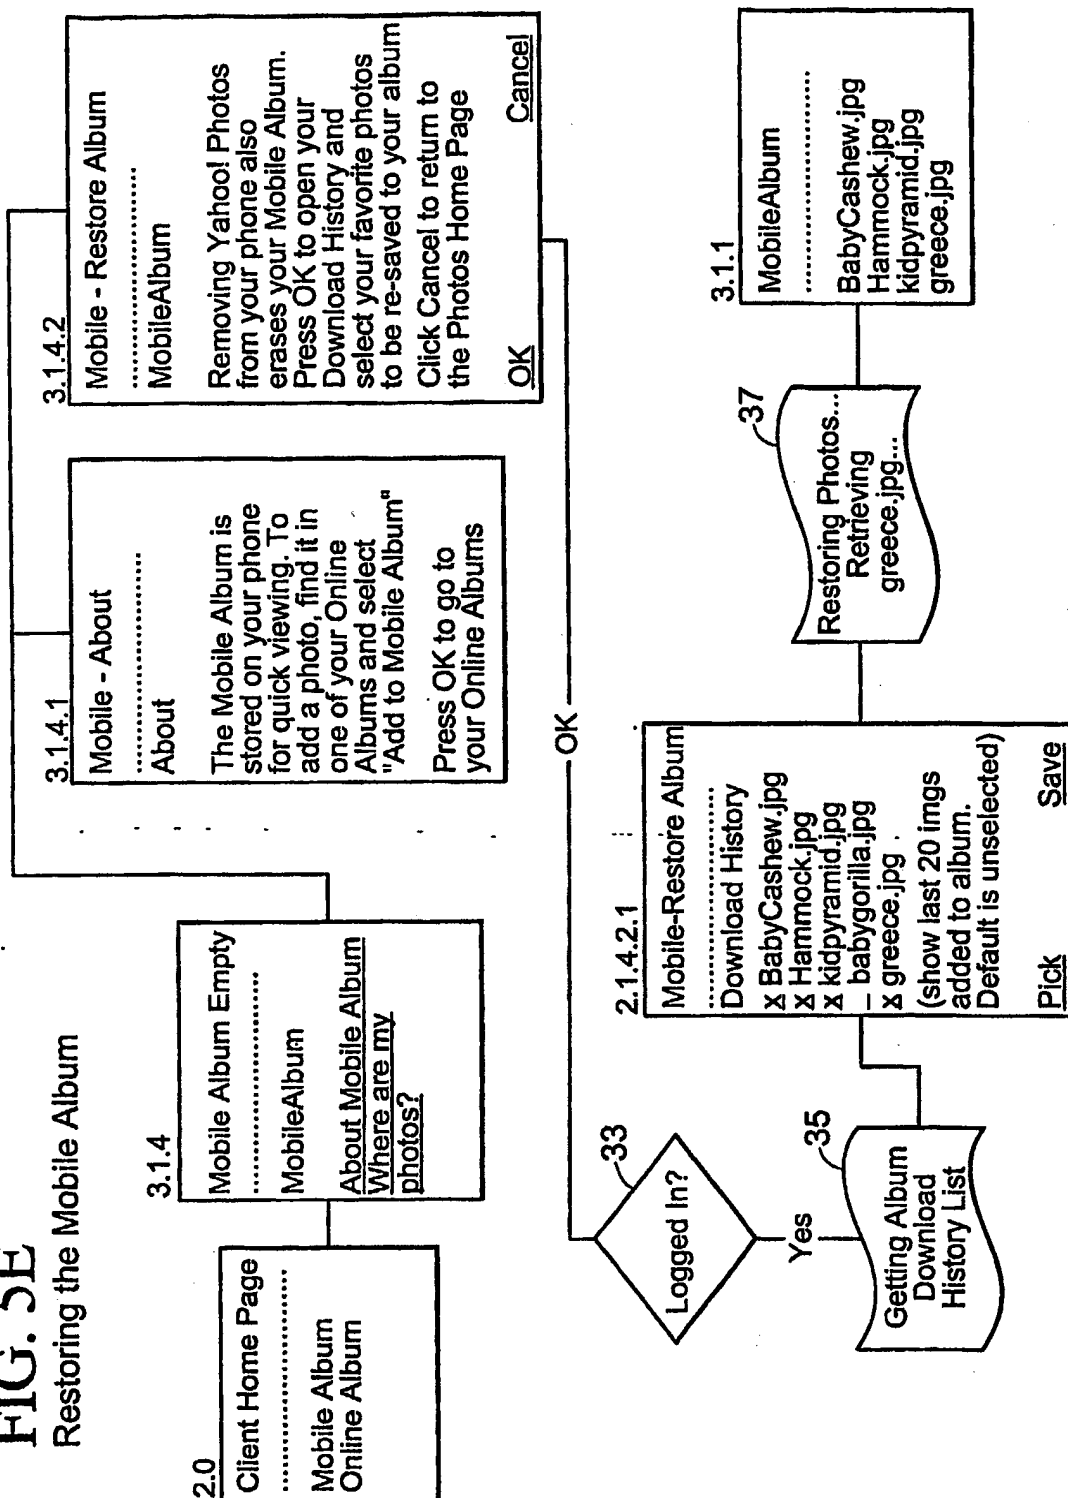 FIG. 5E
Restoring the Mobile Album
2.0
Client Home Page
Mobile Album
Online Album
3.1.4
Mobile Album Empty
MobileAlbum
About Mobile Album
Where are my
photos?
3.1.4.1
Mobile - About
About
The Mobile Album is
stored on your phone
for quick viewing. To
add a photo, find it in
one of your Online
Albums and select
"Add to Mobile Album"
Press OK to go to
your Online Albums
3.1.4.2
Mobile - Restore Album
MobileAlbum
Removing Yahoo! Photos
from your phone also
erases your Mobile Album.
Press OK to open your
Download History and
select your favorite photos
to be re-saved to your album
Click Cancel to return to
the Photos Home Page
OK Cancel
OK
33
Logged In?
Yes
35
Getting Album
Download
History List
2.1.4.2.1
Mobile-Restore Album
Download History
x BabyCashew.jpg
x Hammock.jpg
x kidpyramid.jpg
_ babygorilla.jpg
x greece.jpg
(show last 20 imgs
added to album.
Default is unselected)
Pick Save
37
Restoring Photos...
Retrieving
greece.jpg...
3.1.1
MobileAlbum
BabyCashew.jpg
Hammock.jpg
kidpyramid.jpg
greece.jpg